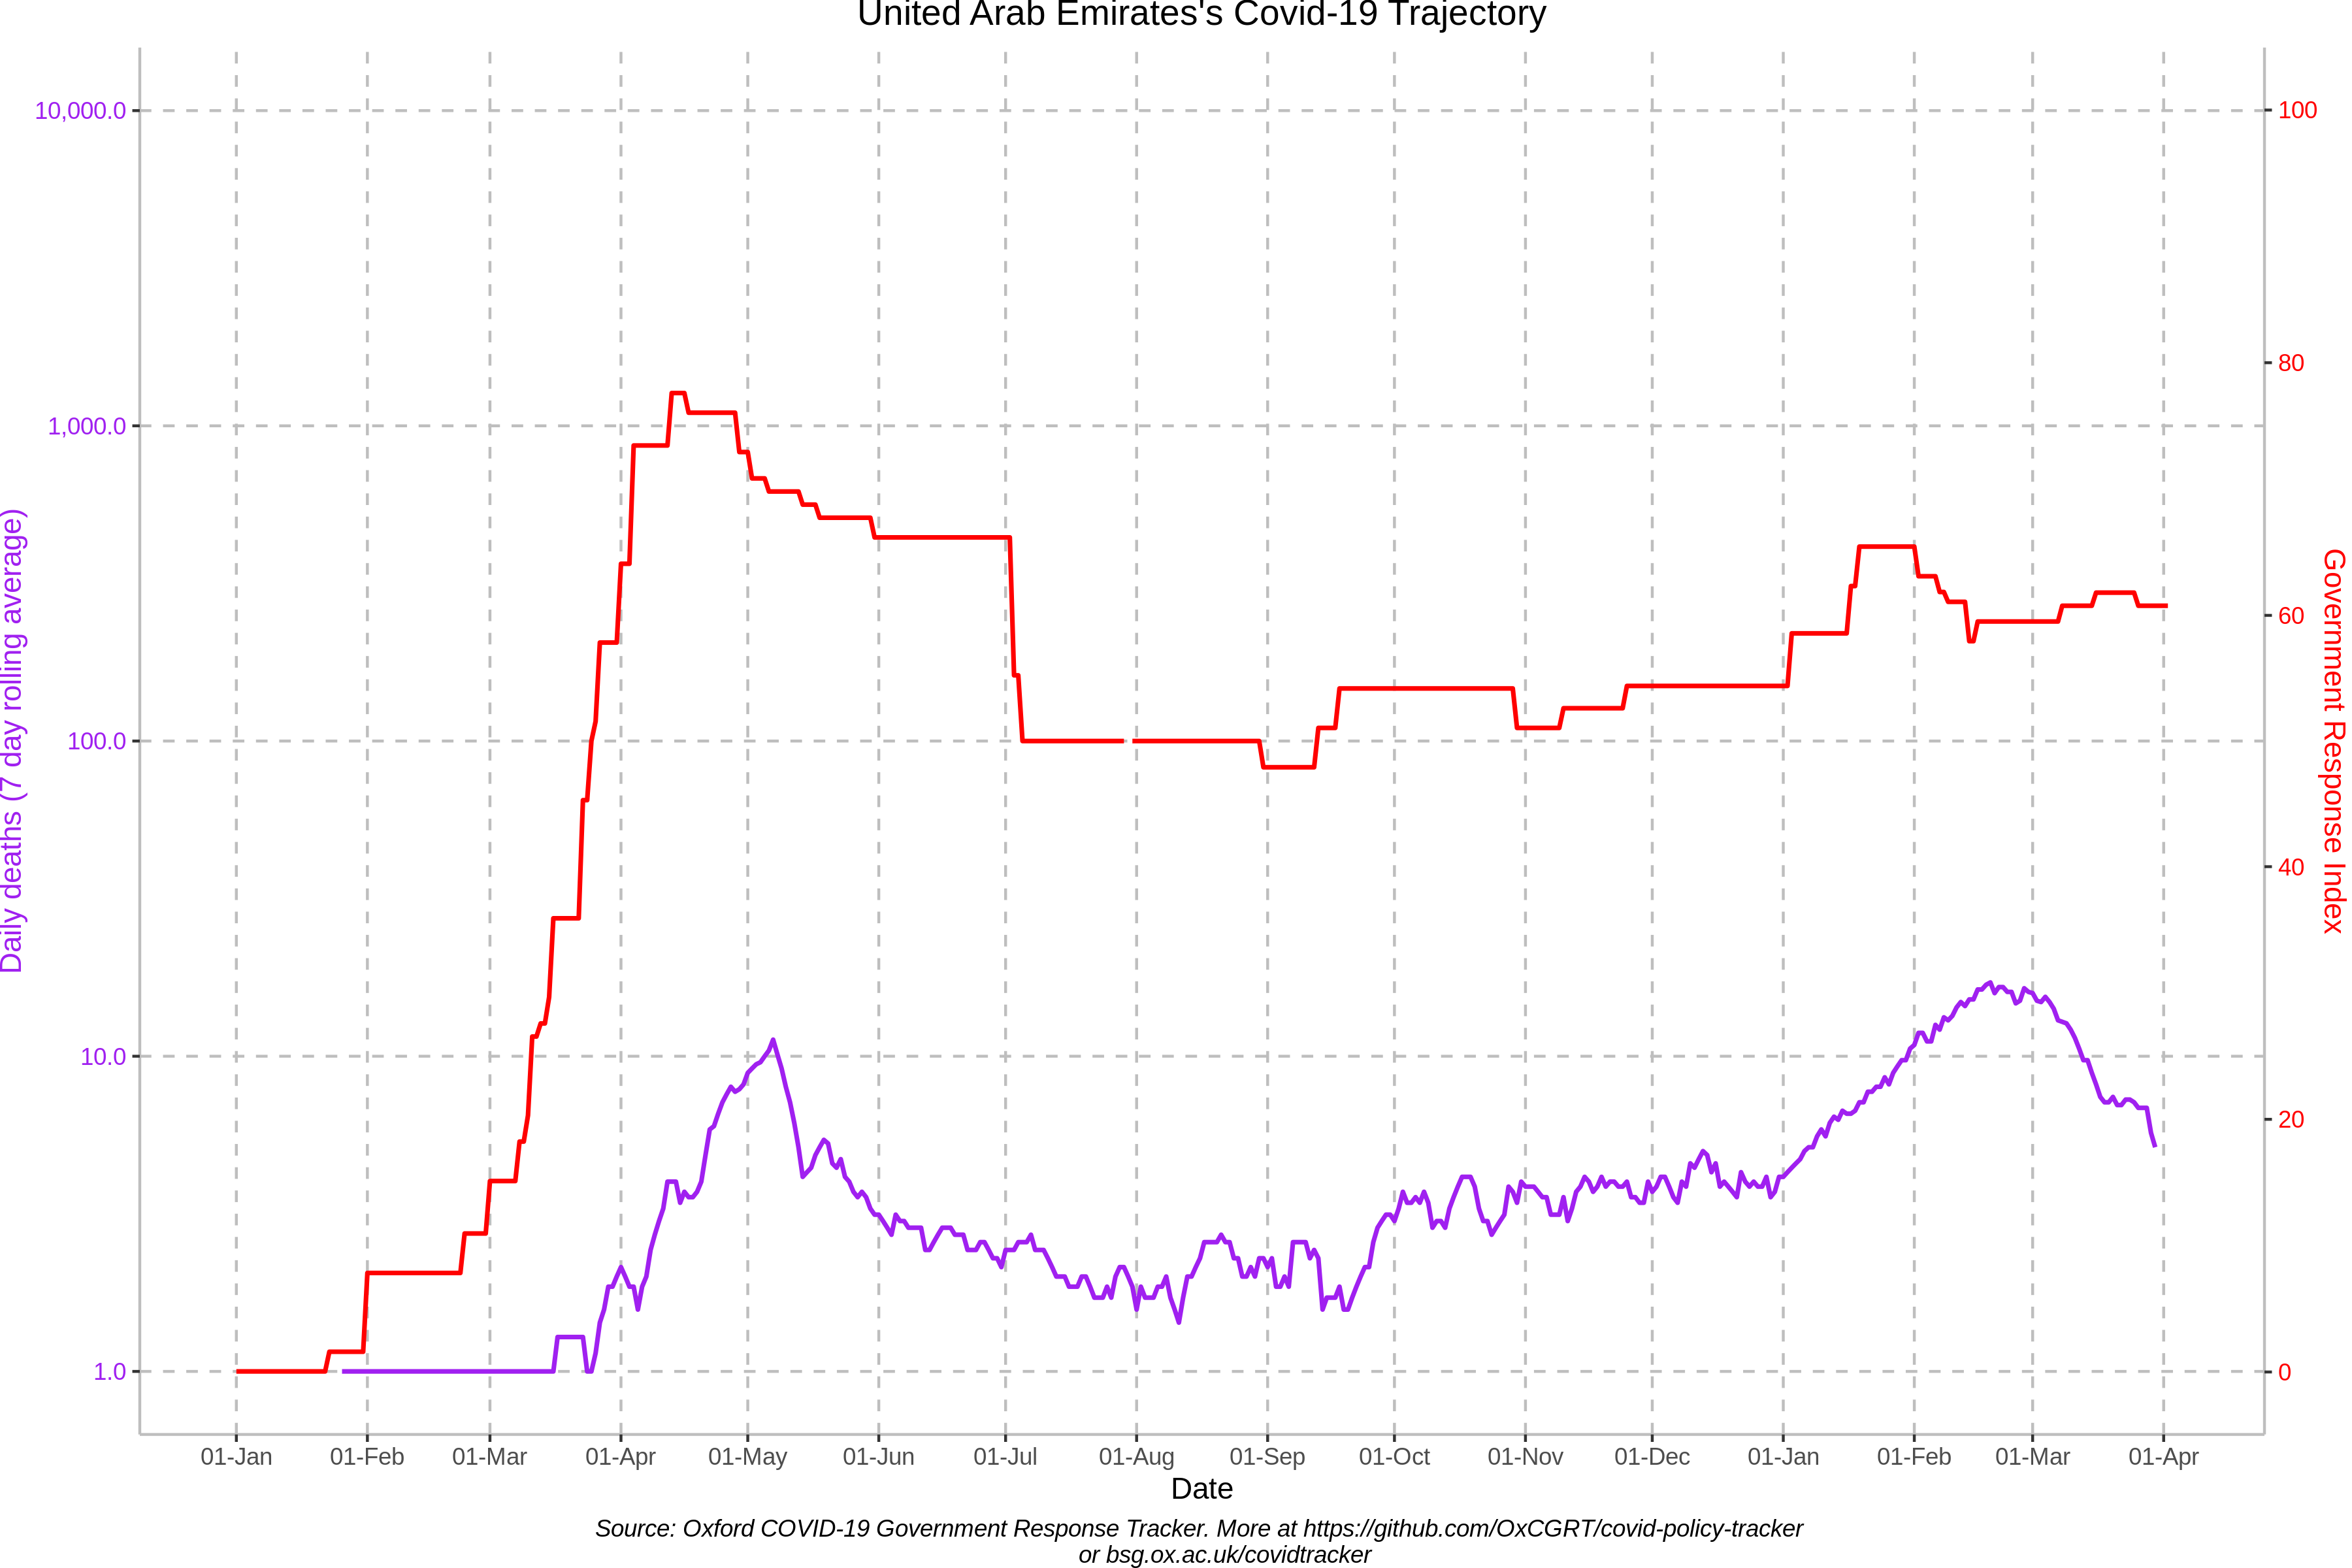 United Arab Emirates's Covid-19 Trajectory
10,000.0
1,000.0
100.0
10.0
1.0
Daily deaths (7 day rolling average)
100
80
60
40
20
0
Government Response Index
01-Jan 01-Feb 01-Mar 01-Apr 01-May 01-Jun 01-Jul 01-Aug 01-Sep 01-Oct 01-Nov 01-Dec 01-Jan 01-Feb 01-Mar 01-Apr
Date
Source: Oxford COVID-19 Government Response Tracker. More at https://github.com/OxCGRT/covid-policy-tracker
or bsg.ox.ac.uk/covidtracker